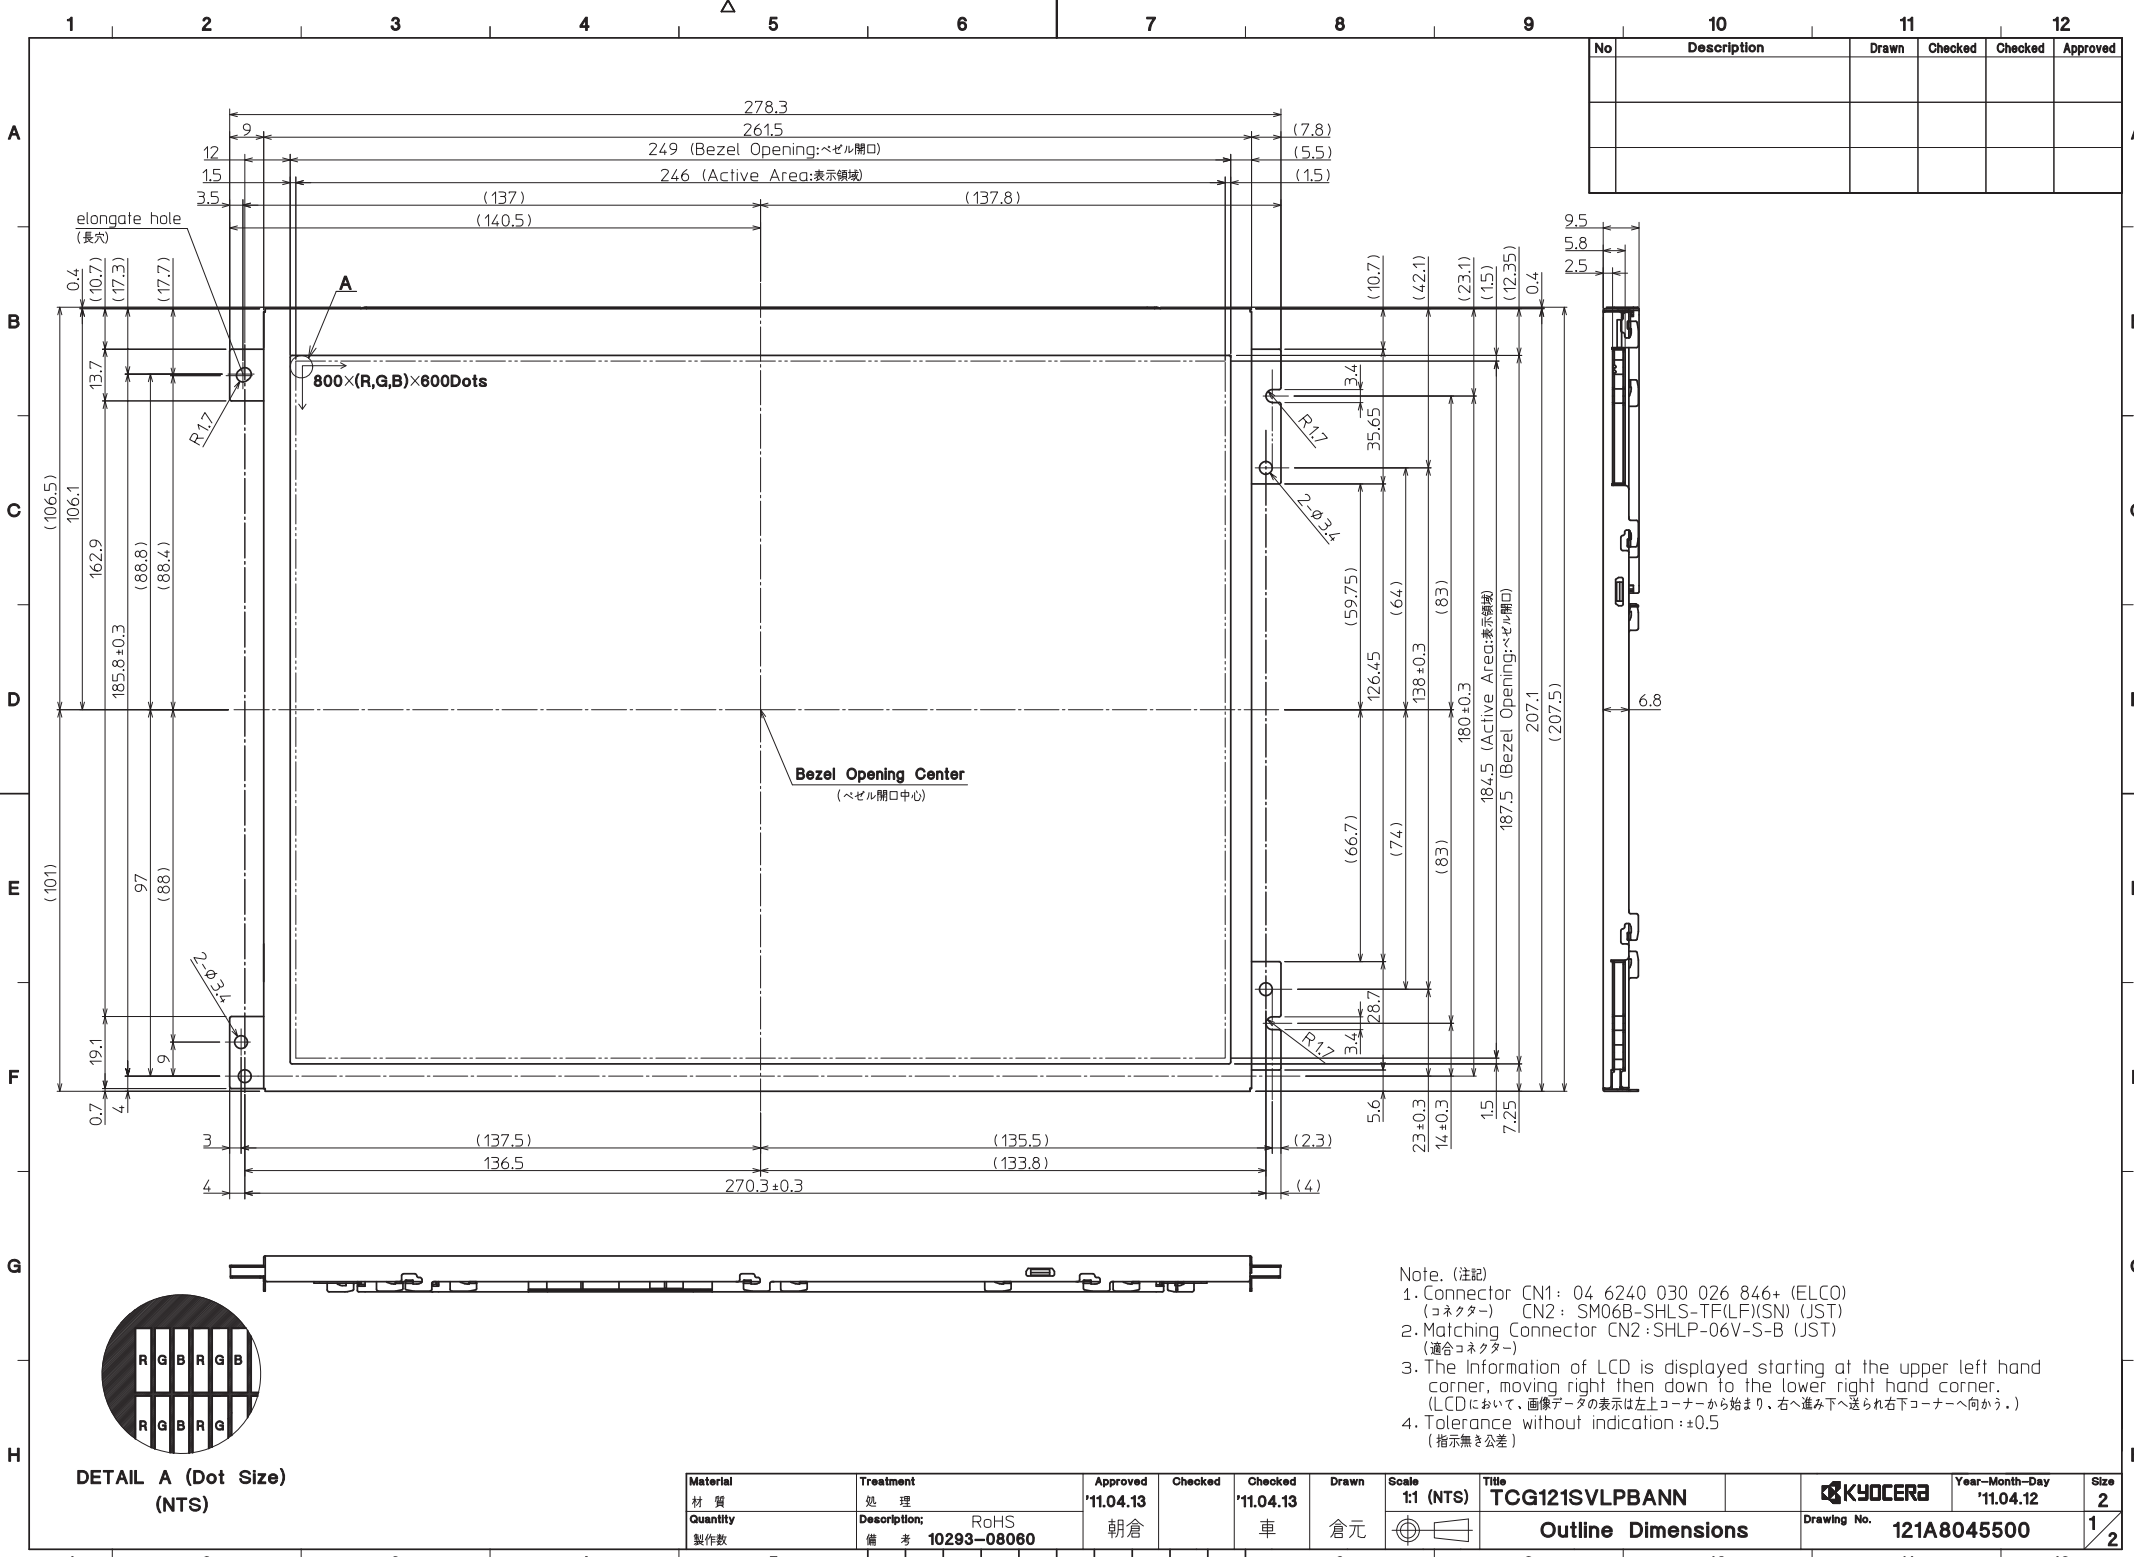 1 2 3 4 5 6 7 8 9 10 11 12
No Description Drawn Checked Checked Approved
A
B
C
D
E
F
G
H
278.3
9 261.5 (7.8)
12 249 (Bezel Opening:ベゼル開口) (5.5)
1.5 246 (Active Area:表示領域) (1.5)
3.5 (137) (137.8)
(140.5)
elongate hole
(長穴)
0.4
(10.7)
(17.3)
(17.7)
A
800×(R,G,B)×600Dots
13.7
R1.7
(106.5)
106.1
162.9
185.8±0.3
(88.8)
(88.4)
(101)
97
(88)
2-Ø3.4
19.1
9
0.7
4
Bezel Opening Center
(ベゼル開口中心)
(10.7)
(42.1)
(23.1)
(1.5)
(12.35)
0.4
3.4
35.65
R1.7
2-Ø3.4
(59.75)
(64)
(83)
126.45
138±0.3
180±0.3
184.5 (Active Area:表示領域)
187.5 (Bezel Opening:ベゼル開口)
207.1
(207.5)
(66.7)
(74)
(83)
28.7
3.4
R1.7
5.6
23±0.3
14±0.3
1.5
7.25
9.5
5.8
2.5
6.8
3 (137.5) (135.5) (2.3)
136.5 (133.8)
4 270.3±0.3 (4)
R G B R G B
R G B R G
DETAIL A (Dot Size)
(NTS)
Note. (注記)
1. Connector CN1: 04 6240 030 026 846+ (ELCO)
(コネクター) CN2: SM06B-SHLS-TF(LF)(SN) (JST)
2. Matching Connector CN2:SHLP-06V-S-B (JST)
(適合コネクター)
3. The Information of LCD is displayed starting at the upper left hand
corner, moving right then down to the lower right hand corner.
(LCDにおいて、画像データの表示は左上コーナーから始まり、右へ進み下へ送られ右下コーナーへ向かう。)
4. Tolerance without indication:±0.5
(指示無き公差)
Material Treatment Approved Checked Checked Drawn Scale Title Year-Month-Day Size
材 質 処 理 '11.04.13 '11.04.13 1:1 (NTS) TCG121SVLPBANN KYOCERA '11.04.12 2
Quantity Description; RoHS 朝倉 車 倉元 Outline Dimensions Drawing No. 121A8045500 1/2
製作数 備 考 10293-08060